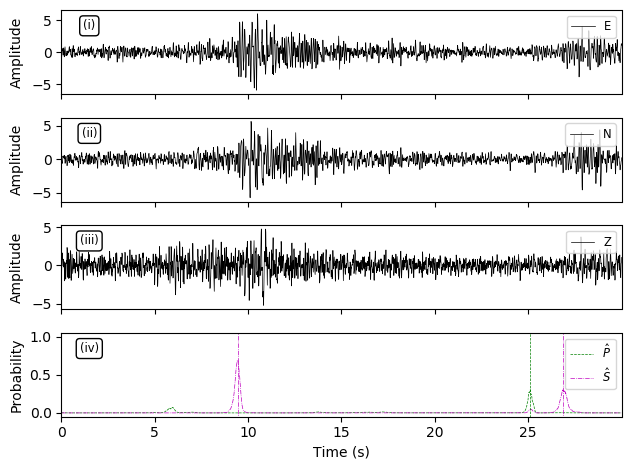 (i)
E
Amplitude
5
0
−5
(ii)
N
Amplitude
5
0
−5
(iii)
Z
Amplitude
5
0
−5
(iv)
P̂
Ŝ
Probability
1.0
0.5
0.0
0 5 10 15 20 25
Time (s)